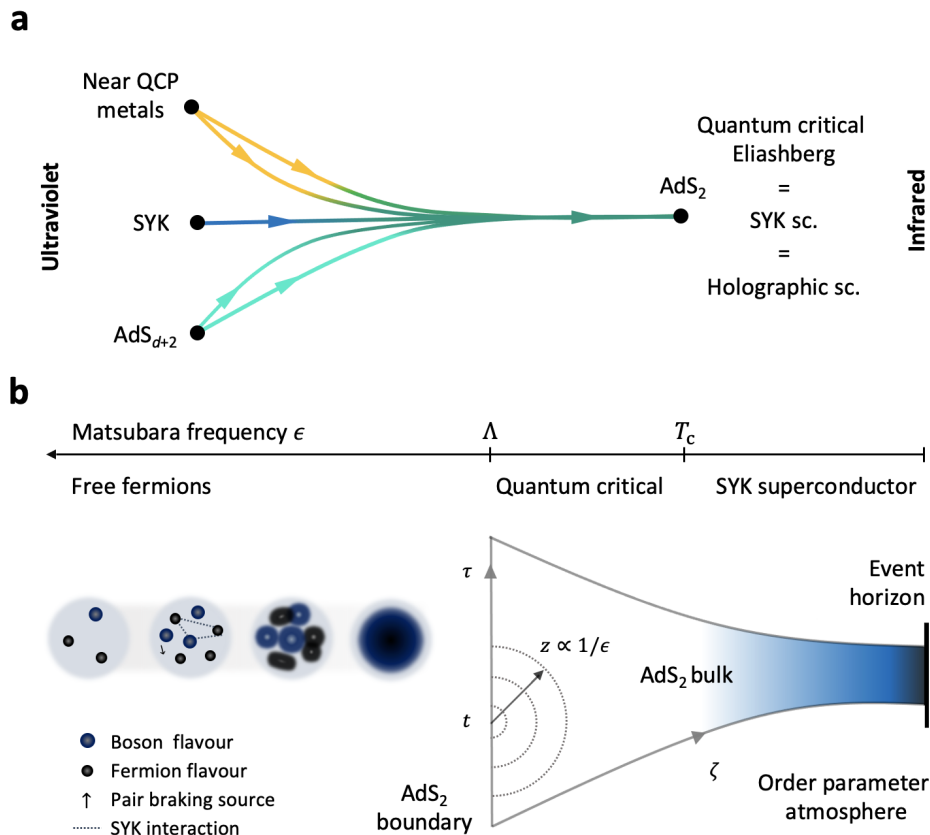 a
Near QCP
metals
SYK
AdS_{d+2}
Ultraviolet
AdS₂
Quantum critical
Eliashberg
=
SYK sc.
=
Holographic sc.
Infrared
b
Matsubara frequency ϵ
Λ
T_c
Free fermions
Quantum critical
SYK superconductor
τ
z ∝ 1/ϵ
t
AdS₂ bulk
ζ
Event
horizon
AdS₂
boundary
Order parameter
atmosphere
Boson flavour
Fermion flavour
↑ Pair braking source
SYK interaction